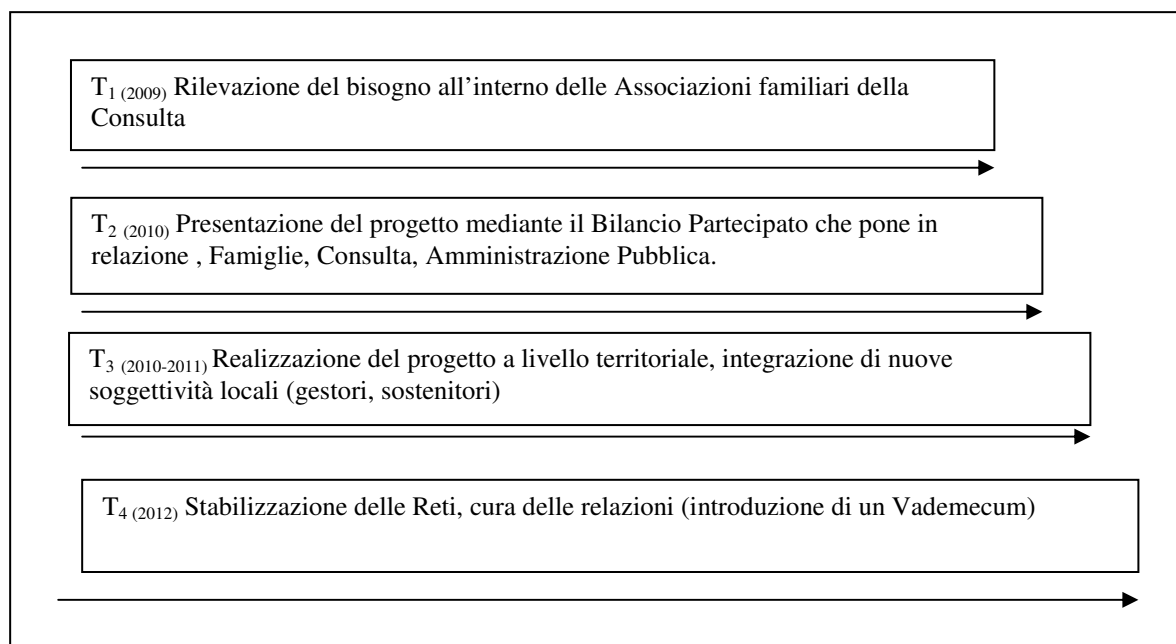 T1 (2009) Rilevazione del bisogno all'interno delle Associazioni familiari della
Consulta
T2 (2010) Presentazione del progetto mediante il Bilancio Partecipato che pone in
relazione , Famiglie, Consulta, Amministrazione Pubblica.
T3 (2010-2011) Realizzazione del progetto a livello territoriale, integrazione di nuove
soggettività locali (gestori, sostenitori)
T4 (2012) Stabilizzazione delle Reti, cura delle relazioni (introduzione di un Vademecum)